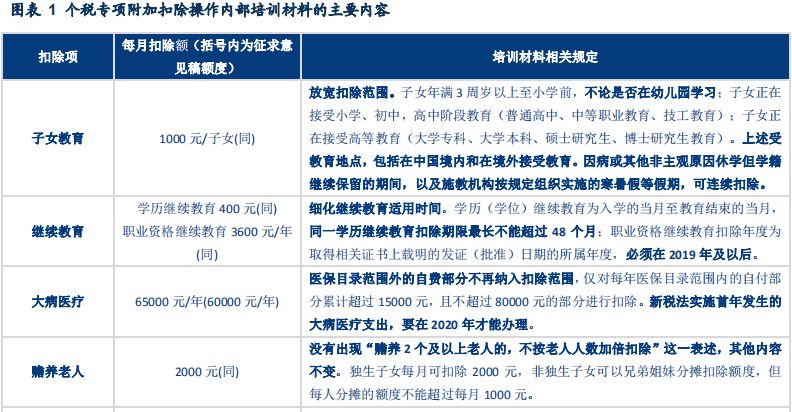 图表 1 个税专项附加扣除操作内部培训材料的主要内容
扣除项
每月扣除额（括号内为征求意
见稿额度）
培训材料相关规定
子女教育
1000 元/子女(同)
放宽扣除范围。子女年满 3 周岁以上至小学前，不论是否在幼儿园学习；子女正在
接受小学、初中，高中阶段教育（普通高中、中等职业教育、技工教育）；子女正
在接受高等教育（大学专科、大学本科、硕士研究生、博士研究生教育）。上述受
教育地点，包括在中国境内和在境外接受教育。因病或其他非主观原因休学但学籍
继续保留的期间，以及施教机构按规定组织实施的寒暑假等假期，可连续扣除。
继续教育
学历继续教育 400 元(同)
职业资格继续教育 3600 元/年
(同)
细化继续教育适用时间。学历（学位）继续教育为入学的当月至教育结束的当月，
同一学历继续教育扣除期限最长不能超过 48 个月；职业资格继续教育扣除年度为
取得相关证书上载明的发证（批准）日期的所属年度，必须在 2019 年及以后。
大病医疗
65000 元/年(60000 元/年)
医保目录范围外的自费部分不再纳入扣除范围，仅对每年医保目录范围内的自付部
分累计超过 15000 元，且不超过 80000 元的部分进行扣除。新税法实施首年发生的
大病医疗支出，要在 2020 年才能办理。
赡养老人
2000 元(同)
没有出现“赡养 2 个及以上老人的，不按老人人数加倍扣除”这一表述，其他内容
不变。独生子女每月可扣除 2000 元，非独生子女可以兄弟姐妹分摊扣除额度，但
每人分摊的额度不能超过每月 1000 元。